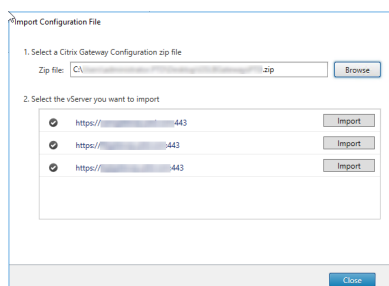 Import Configuration File
1. Select a Citrix Gateway Configuration zip file
Zip file: C:\ .zip Browse
2. Select the vServer you want to import
https:// 443 Import
https:// :443 Import
https:// :443 Import
Close